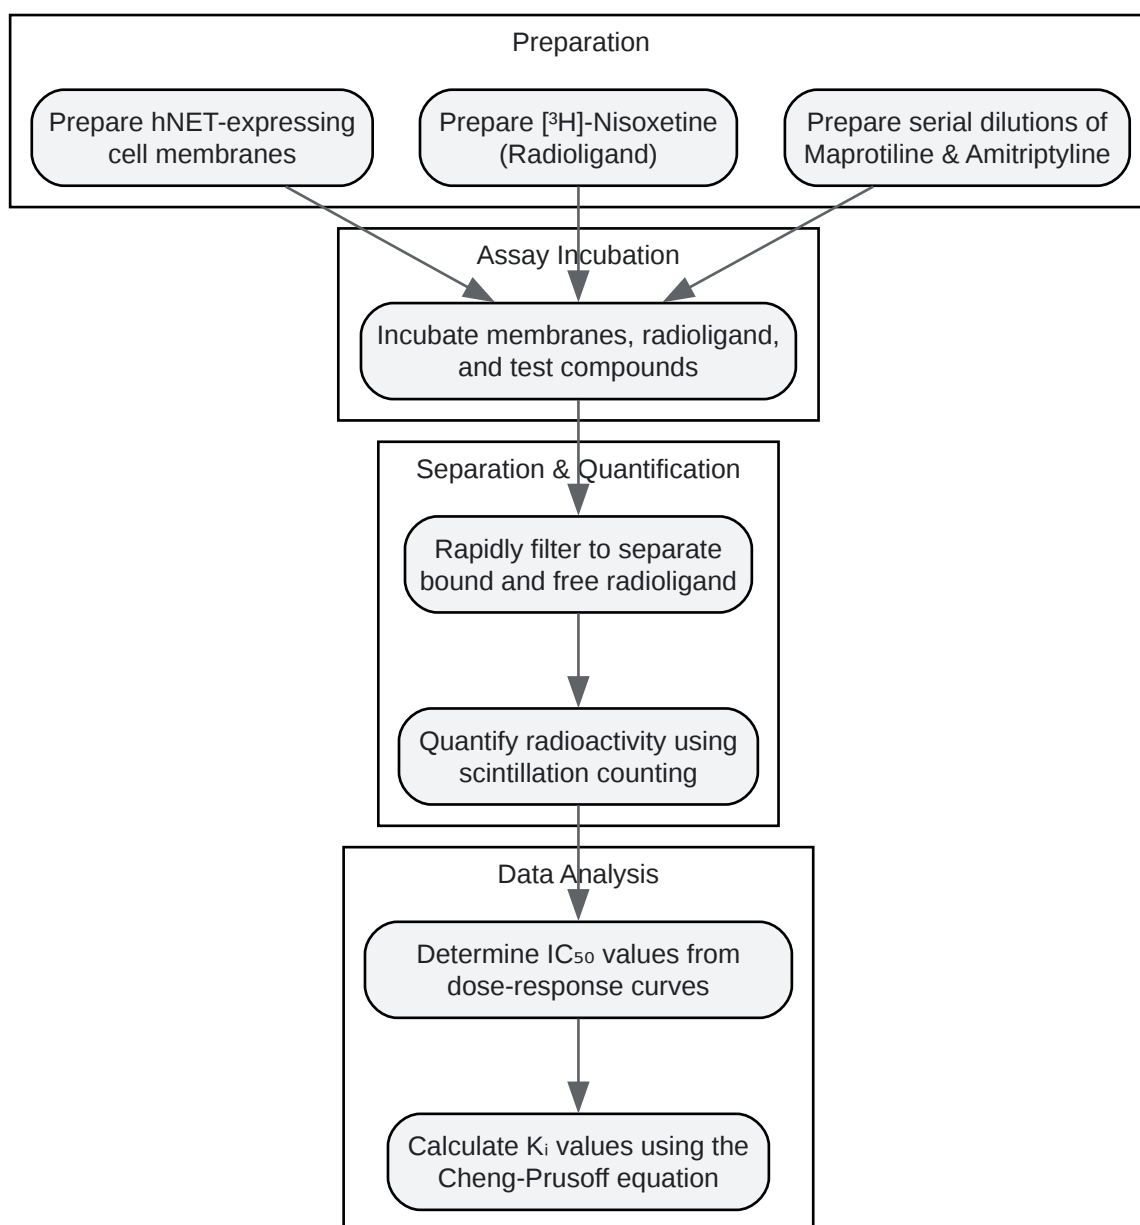 Preparation
Prepare hNET-expressing
cell membranes
Prepare [³H]-Nisoxetine
(Radioligand)
Prepare serial dilutions of
Maprotiline & Amitriptyline
Assay Incubation
Incubate membranes, radioligand,
and test compounds
Separation & Quantification
Rapidly filter to separate
bound and free radioligand
Quantify radioactivity using
scintillation counting
Data Analysis
Determine IC₅₀ values from
dose-response curves
Calculate Kᵢ values using the
Cheng-Prusoff equation